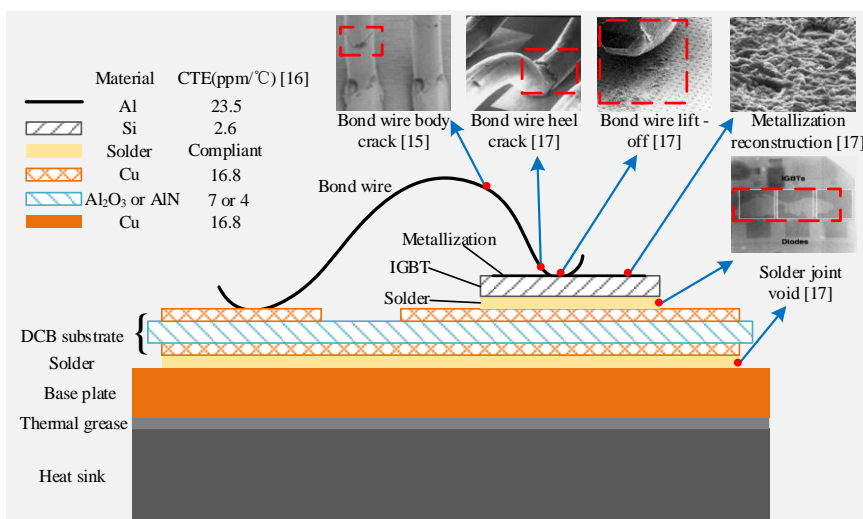 Material CTE(ppm/℃) [16]
Al 23.5
Si 2.6
Solder Compliant
Cu 16.8
Al₂O₃ or AlN 7 or 4
Cu 16.8
Bond wire body
crack [15]
Bond wire heel
crack [17]
Bond wire lift -
off [17]
Metallization
reconstruction [17]
IGBTs
Diodes
Solder joint
void [17]
Bond wire
Metallization
IGBT
Solder
DCB substrate
Solder
Base plate
Thermal grease
Heat sink